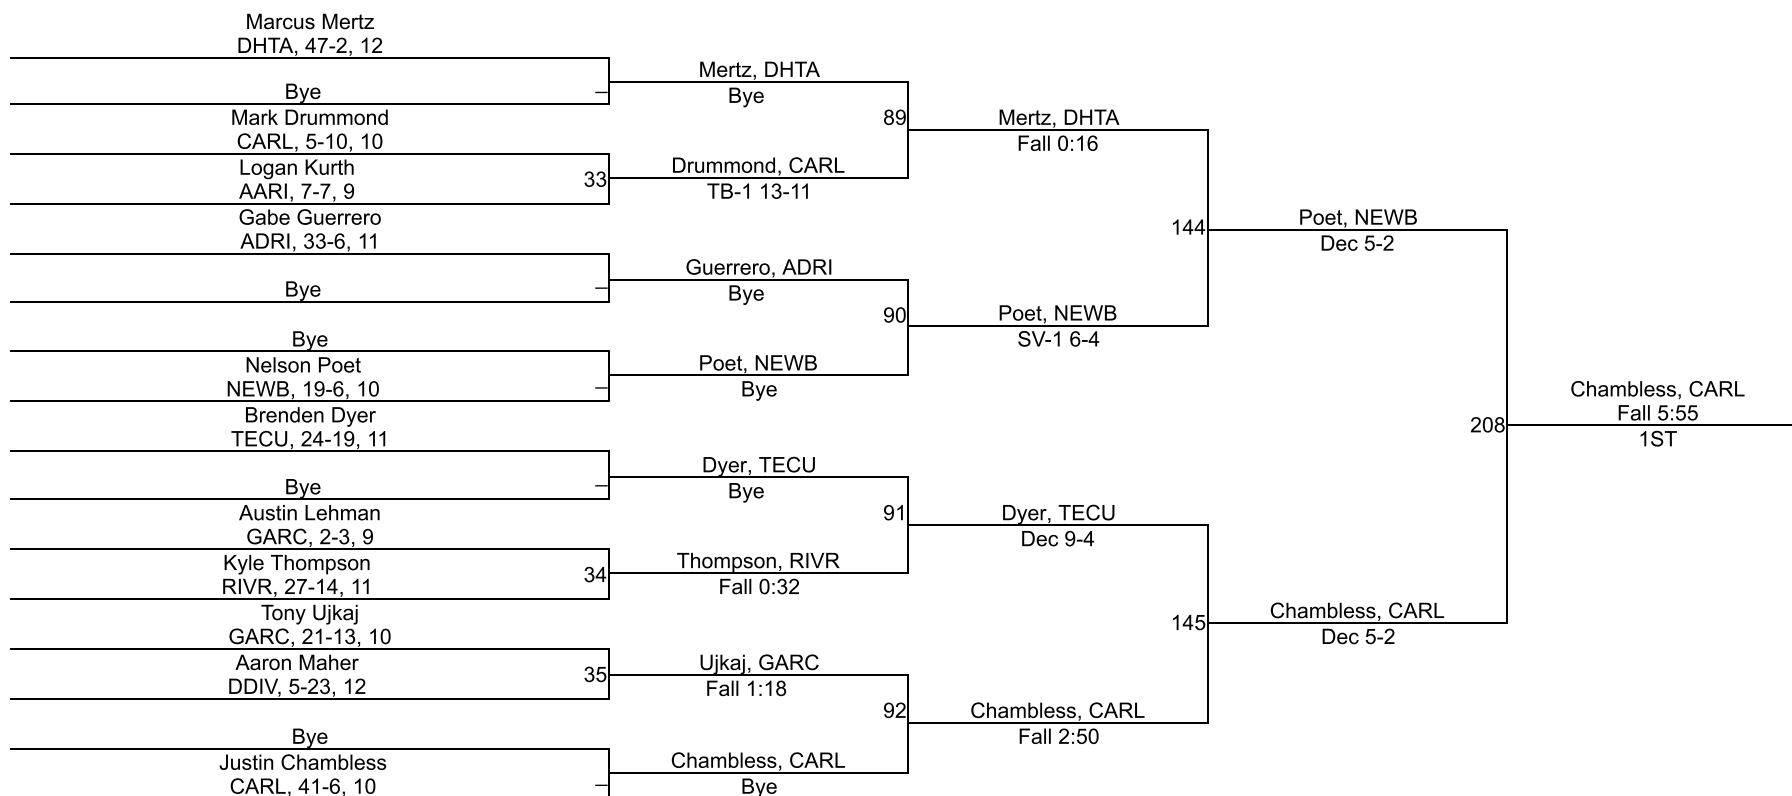 Marcus Mertz
DHTA, 47-2, 12
Bye
Mark Drummond
CARL, 5-10, 10
Logan Kurth
AARI, 7-7, 9
Gabe Guerrero
ADRI, 33-6, 11
Bye
Bye
Nelson Poet
NEWB, 19-6, 10
Brenden Dyer
TECU, 24-19, 11
Bye
Austin Lehman
GARC, 2-3, 9
Kyle Thompson
RIVR, 27-14, 11
Tony Ujkaj
GARC, 21-13, 10
Aaron Maher
DDIV, 5-23, 12
Bye
Justin Chambless
CARL, 41-6, 10
–
33
–
–
–
34
35
–
Mertz, DHTA
Bye
Drummond, CARL
TB-1 13-11
Guerrero, ADRI
Bye
Poet, NEWB
Bye
Dyer, TECU
Bye
Thompson, RIVR
Fall 0:32
Ujkaj, GARC
Fall 1:18
Chambless, CARL
Bye
89
90
91
92
Mertz, DHTA
Fall 0:16
Poet, NEWB
SV-1 6-4
Dyer, TECU
Dec 9-4
Chambless, CARL
Fall 2:50
144
145
Poet, NEWB
Dec 5-2
Chambless, CARL
Dec 5-2
208
Chambless, CARL
Fall 5:55
1ST